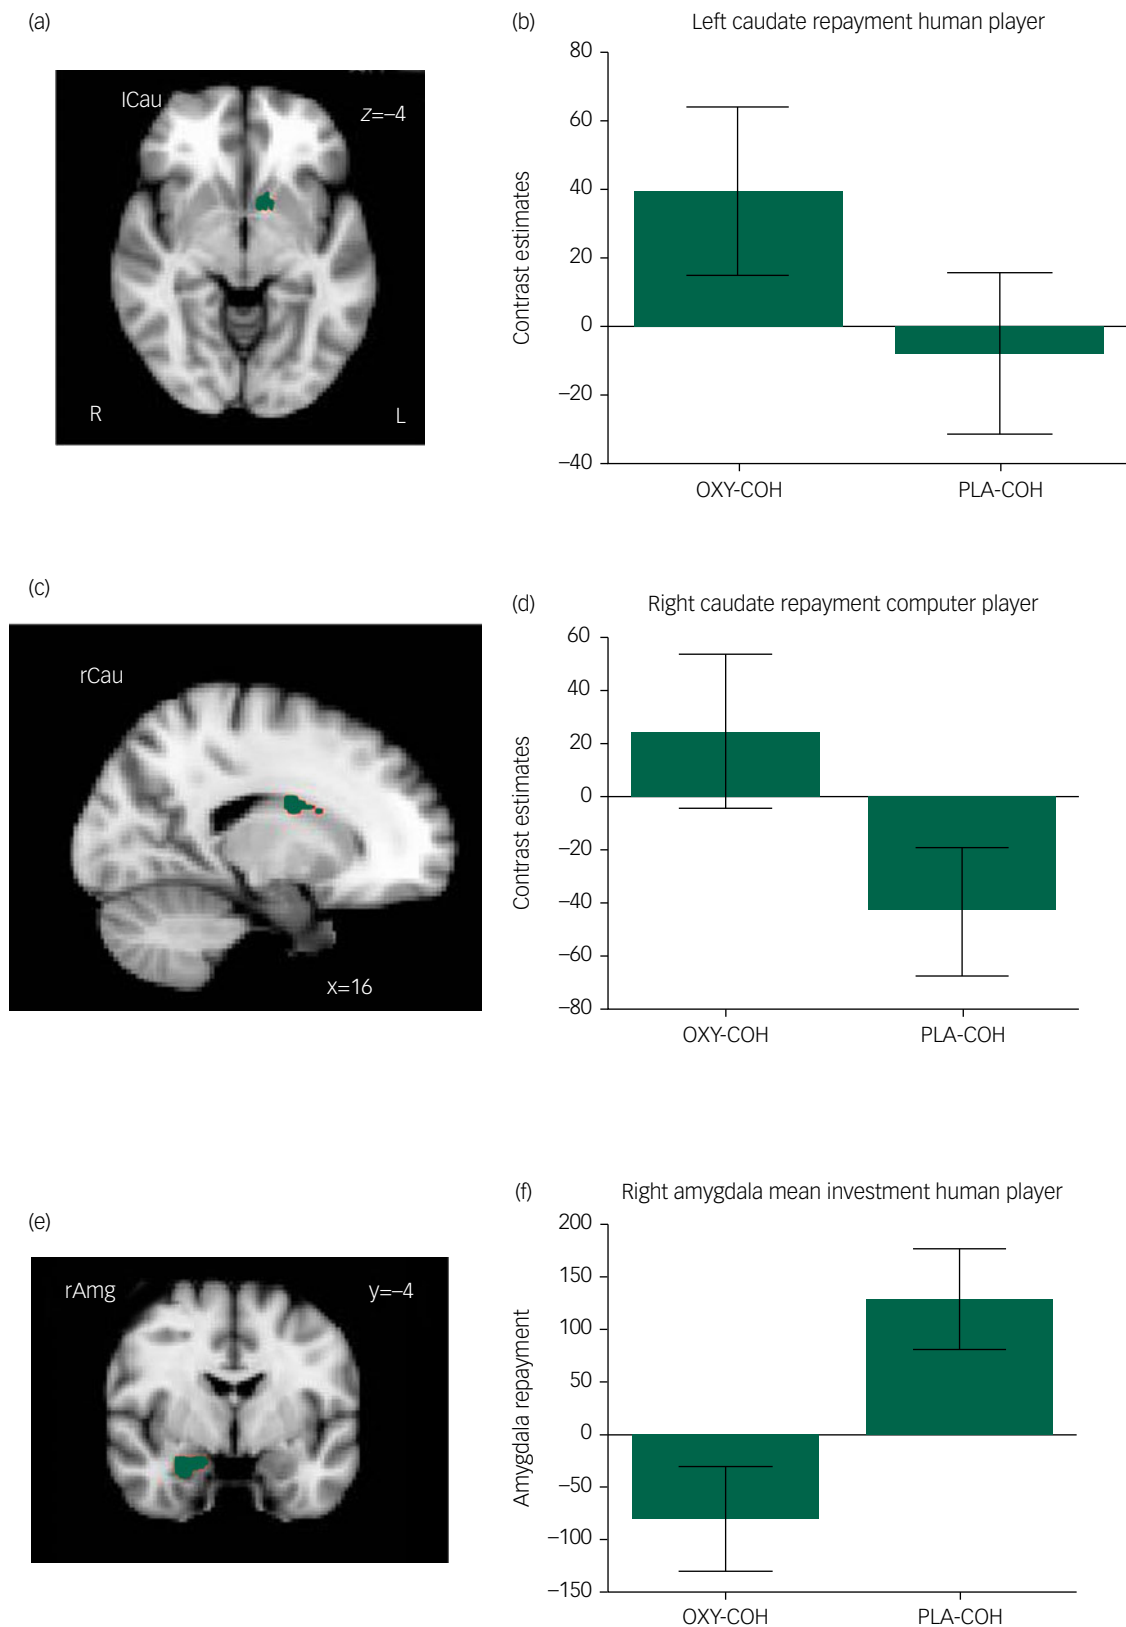 (a)
lCau
z=–4
R
L
(b)
Left caudate repayment human player
Contrast estimates
80
60
40
20
0
–20
–40
OXY-COH
PLA-COH
(c)
rCau
x=16
(d)
Right caudate repayment computer player
Contrast estimates
60
40
20
0
–20
–40
–60
–80
OXY-COH
PLA-COH
(e)
rAmg
y=–4
(f)
Right amygdala mean investment human player
Amygdala repayment
200
150
100
50
0
–50
–100
–150
OXY-COH
PLA-COH